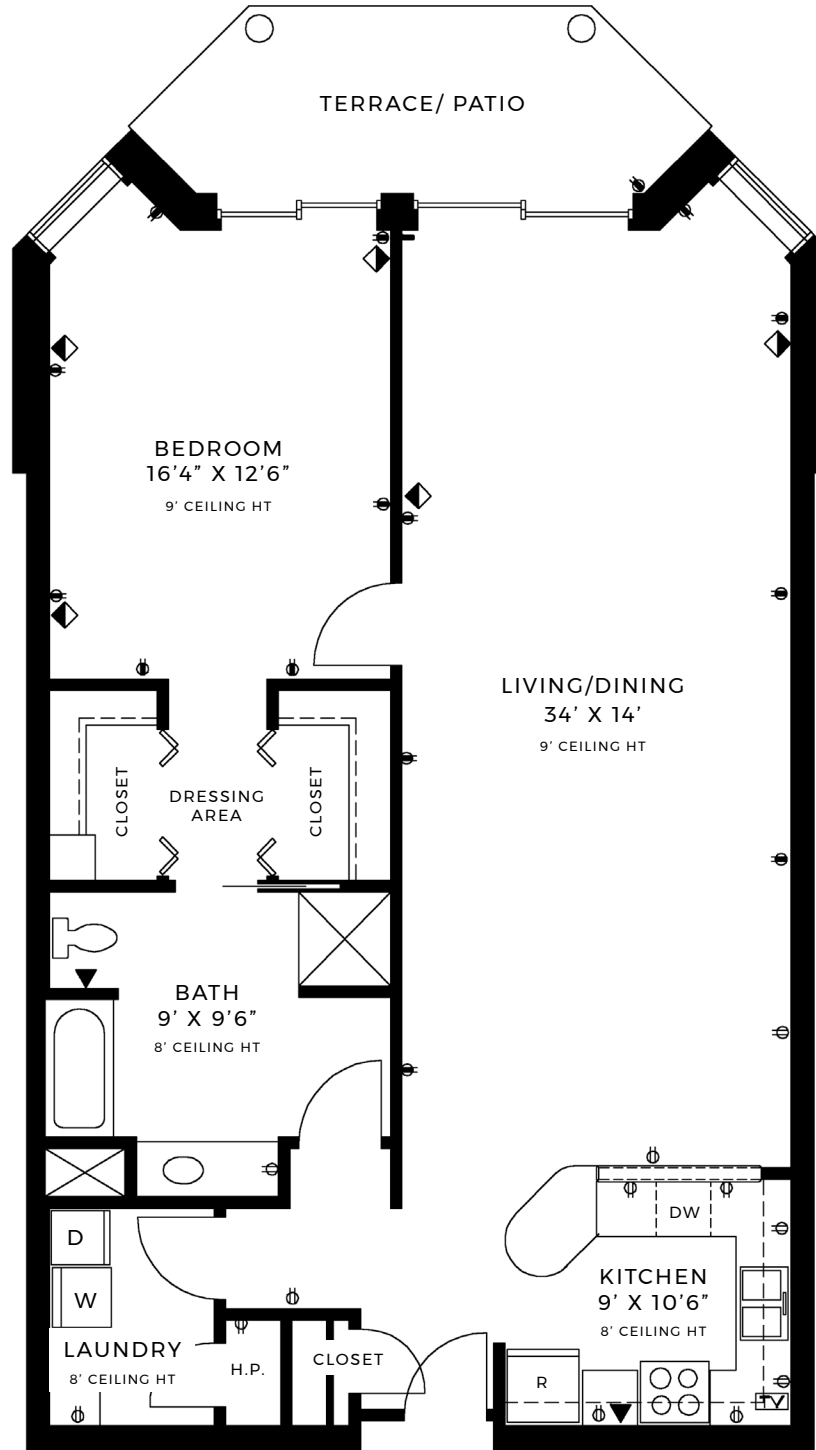 TERRACE/ PATIO
BEDROOM
16’4” X 12’6”
9’ CEILING HT
LIVING/DINING
34’ X 14’
9’ CEILING HT
CLOSET
DRESSING
AREA
CLOSET
BATH
9’ X 9’6”
8’ CEILING HT
D
W
LAUNDRY
8’ CEILING HT
H.P.
CLOSET
DW
KITCHEN
9’ X 10’6”
8’ CEILING HT
R
TV